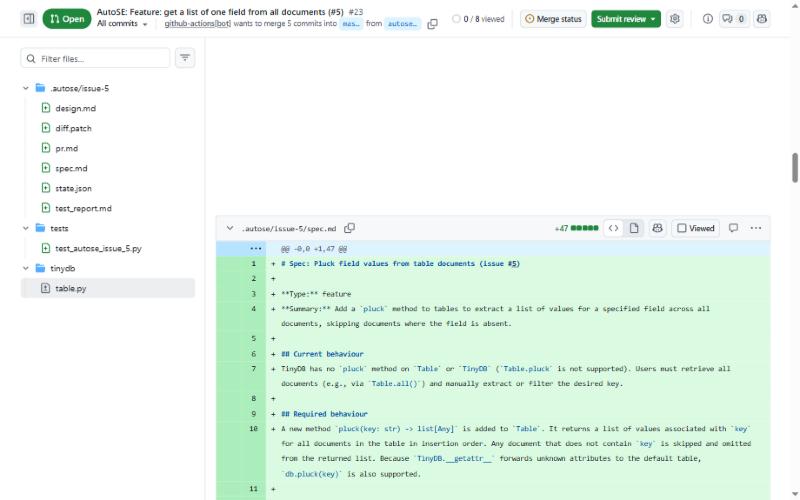 Open
AutoSE: Feature: get a list of one field from all documents (#5) #23
All commits
github-actions[bot] wants to merge 5 commits into mas... from autose...
0 / 8 viewed
Merge status
Submit review
0
Filter files...
.autose/issue-5
design.md
diff.patch
pr.md
spec.md
state.json
test_report.md
tests
test_autose_issue_5.py
tinydb
table.py
.autose/issue-5/spec.md
+47
Viewed
@@ -0,0 +1,47 @@
1 + # Spec: Pluck field values from table documents (issue #5)
2 +
3 + **Type:** feature
4 + **Summary:** Add a `pluck` method to tables to extract a list of values for a specified field across all
documents, skipping documents where the field is absent.
5 +
6 + ## Current behaviour
7 + TinyDB has no `pluck` method on `Table` or `TinyDB` (`Table.pluck` is not supported). Users must retrieve all
documents (e.g., via `Table.all()`) and manually extract or filter the desired key.
8 +
9 + ## Required behaviour
10 + A new method `pluck(key: str) -> list[Any]` is added to `Table`. It returns a list of values associated with `key`
for all documents in the table in insertion order. Any document that does not contain `key` is skipped and omitted
from the returned list. Because `TinyDB.__getattr__` forwards unknown attributes to the default table,
`db.pluck(key)` is also supported.
11 +